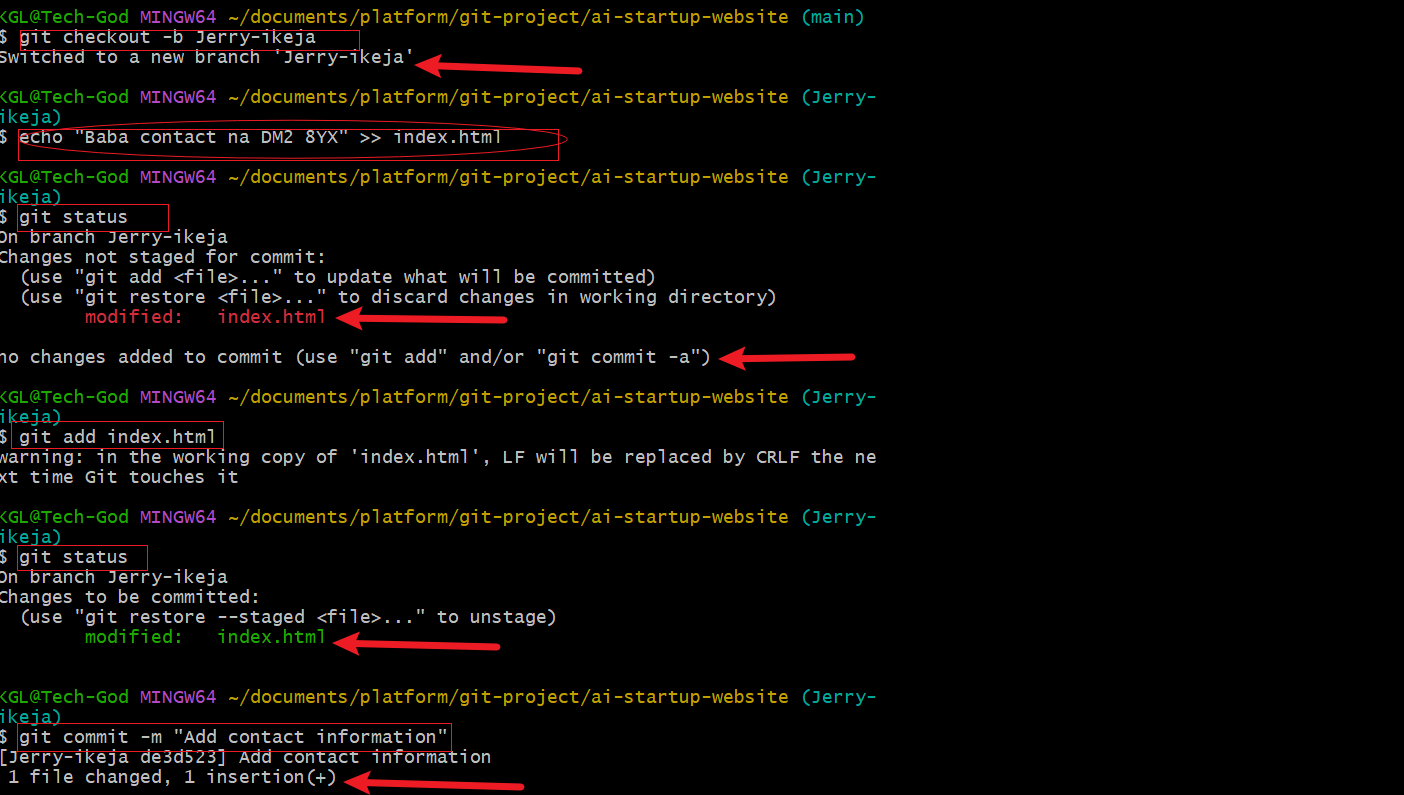 KGL@Tech-God MINGW64 ~/documents/platform/git-project/ai-startup-website (main)
$ git checkout -b Jerry-ikeja
Switched to a new branch 'Jerry-ikeja'
KGL@Tech-God MINGW64 ~/documents/platform/git-project/ai-startup-website (Jerry-
ikeja)
$ echo "Baba contact na DM2 8YX" >> index.html
KGL@Tech-God MINGW64 ~/documents/platform/git-project/ai-startup-website (Jerry-
ikeja)
$ git status
On branch Jerry-ikeja
Changes not staged for commit:
  (use "git add <file>..." to update what will be committed)
  (use "git restore <file>..." to discard changes in working directory)
        modified:   index.html
no changes added to commit (use "git add" and/or "git commit -a")
KGL@Tech-God MINGW64 ~/documents/platform/git-project/ai-startup-website (Jerry-
ikeja)
$ git add index.html
warning: in the working copy of 'index.html', LF will be replaced by CRLF the ne
xt time Git touches it
KGL@Tech-God MINGW64 ~/documents/platform/git-project/ai-startup-website (Jerry-
ikeja)
$ git status
On branch Jerry-ikeja
Changes to be committed:
  (use "git restore --staged <file>..." to unstage)
        modified:   index.html
KGL@Tech-God MINGW64 ~/documents/platform/git-project/ai-startup-website (Jerry-
ikeja)
$ git commit -m "Add contact information"
[Jerry-ikeja de3d523] Add contact information
 1 file changed, 1 insertion(+)